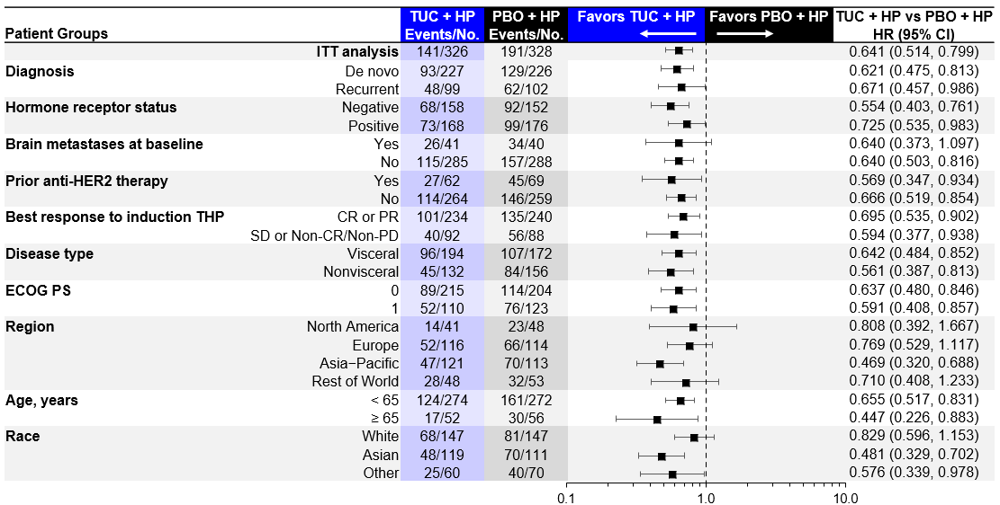 TUC + HP PBO + HP Favors TUC + HP Favors PBO + HP TUC + HP vs PBO + HP
Patient Groups Events/No. Events/No. HR (95% CI)
ITT analysis 141/326 191/328 0.641 (0.514, 0.799)
Diagnosis De novo 93/227 129/226 0.621 (0.475, 0.813)
Recurrent 48/99 62/102 0.671 (0.457, 0.986)
Hormone receptor status Negative 68/158 92/152 0.554 (0.403, 0.761)
Positive 73/168 99/176 0.725 (0.535, 0.983)
Brain metastases at baseline Yes 26/41 34/40 0.640 (0.373, 1.097)
No 115/285 157/288 0.640 (0.503, 0.816)
Prior anti-HER2 therapy Yes 27/62 45/69 0.569 (0.347, 0.934)
No 114/264 146/259 0.666 (0.519, 0.854)
Best response to induction THP CR or PR 101/234 135/240 0.695 (0.535, 0.902)
SD or Non-CR/Non-PD 40/92 56/88 0.594 (0.377, 0.938)
Disease type Visceral 96/194 107/172 0.642 (0.484, 0.852)
Nonvisceral 45/132 84/156 0.561 (0.387, 0.813)
ECOG PS 0 89/215 114/204 0.637 (0.480, 0.846)
1 52/110 76/123 0.591 (0.408, 0.857)
Region North America 14/41 23/48 0.808 (0.392, 1.667)
Europe 52/116 66/114 0.769 (0.529, 1.117)
Asia−Pacific 47/121 70/113 0.469 (0.320, 0.688)
Rest of World 28/48 32/53 0.710 (0.408, 1.233)
Age, years < 65 124/274 161/272 0.655 (0.517, 0.831)
≥ 65 17/52 30/56 0.447 (0.226, 0.883)
Race White 68/147 81/147 0.829 (0.596, 1.153)
Asian 48/119 70/111 0.481 (0.329, 0.702)
Other 25/60 40/70 0.576 (0.339, 0.978)
0.1 1.0 10.0